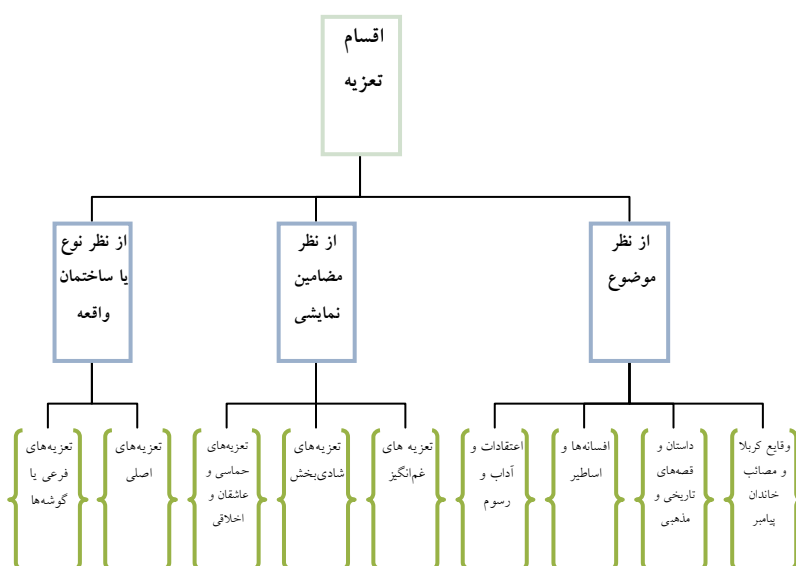 اقسام
تعزیه
از نظر
موضوع
از نظر
مضامین
نمایشی
از نظر نوع
یا ساختمان
واقعه
وقایع کربلا
و مصائب
خاندان
پیامبر
داستان و
قصه‌های
تاریخی و
مذهبی
افسانه‌ها و
اساطیر
اعتقادات و
آداب و
رسوم
تعزیه های
غم‌انگیز
تعزیه‌های
شادی‌بخش
تعزیه‌های
حماسی و
عاشقان و
اخلاقی
تعزیه‌های
اصلی
تعزیه‌های
فرعی یا
گوشه‌ها